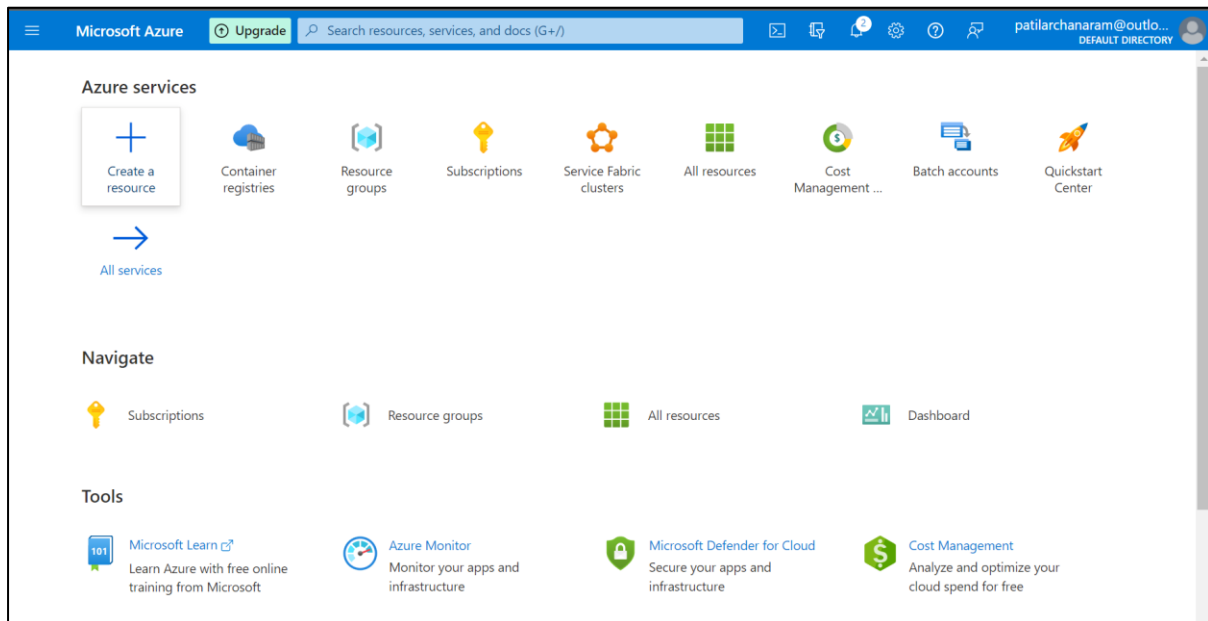 Microsoft Azure
Upgrade
Search resources, services, and docs (G+/)
2
patilarchanaram@outlo...
DEFAULT DIRECTORY
Azure services
Create a
resource
Container
registries
Resource
groups
Subscriptions
Service Fabric
clusters
All resources
Cost
Management ...
Batch accounts
Quickstart
Center
All services
Navigate
Subscriptions
Resource groups
All resources
Dashboard
Tools
101
Microsoft Learn
Learn Azure with free online
training from Microsoft
Azure Monitor
Monitor your apps and
infrastructure
Microsoft Defender for Cloud
Secure your apps and
infrastructure
$
Cost Management
Analyze and optimize your
cloud spend for free